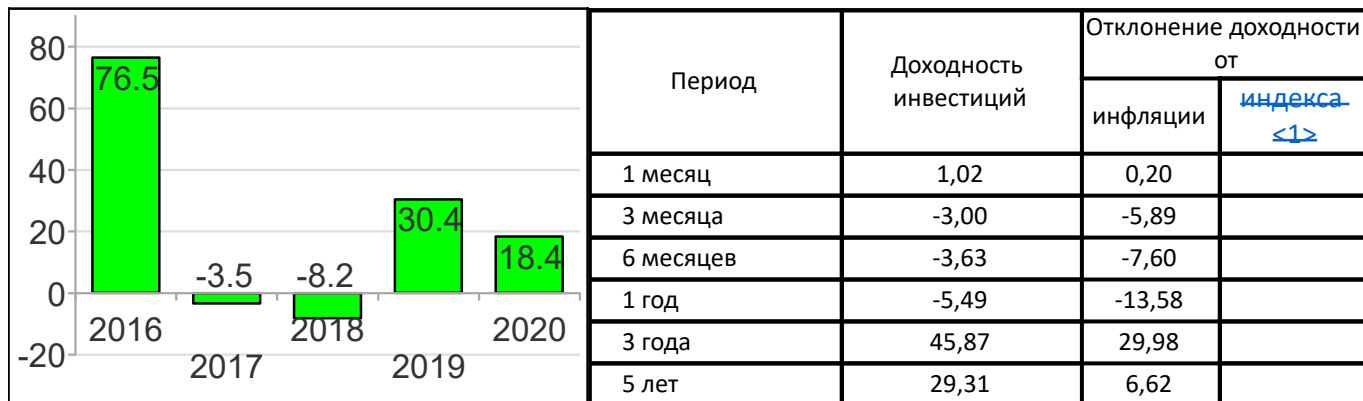 80
60
40
20
0
-20
76.5
-3.5
-8.2
30.4
18.4
2016
2017
2018
2019
2020
Период
Доходность
инвестиций
Отклонение доходности
от
инфляции
индекса
<1>
1 месяц 1,02 0,20
3 месяца -3,00 -5,89
6 месяцев -3,63 -7,60
1 год -5,49 -13,58
3 года 45,87 29,98
5 лет 29,31 6,62